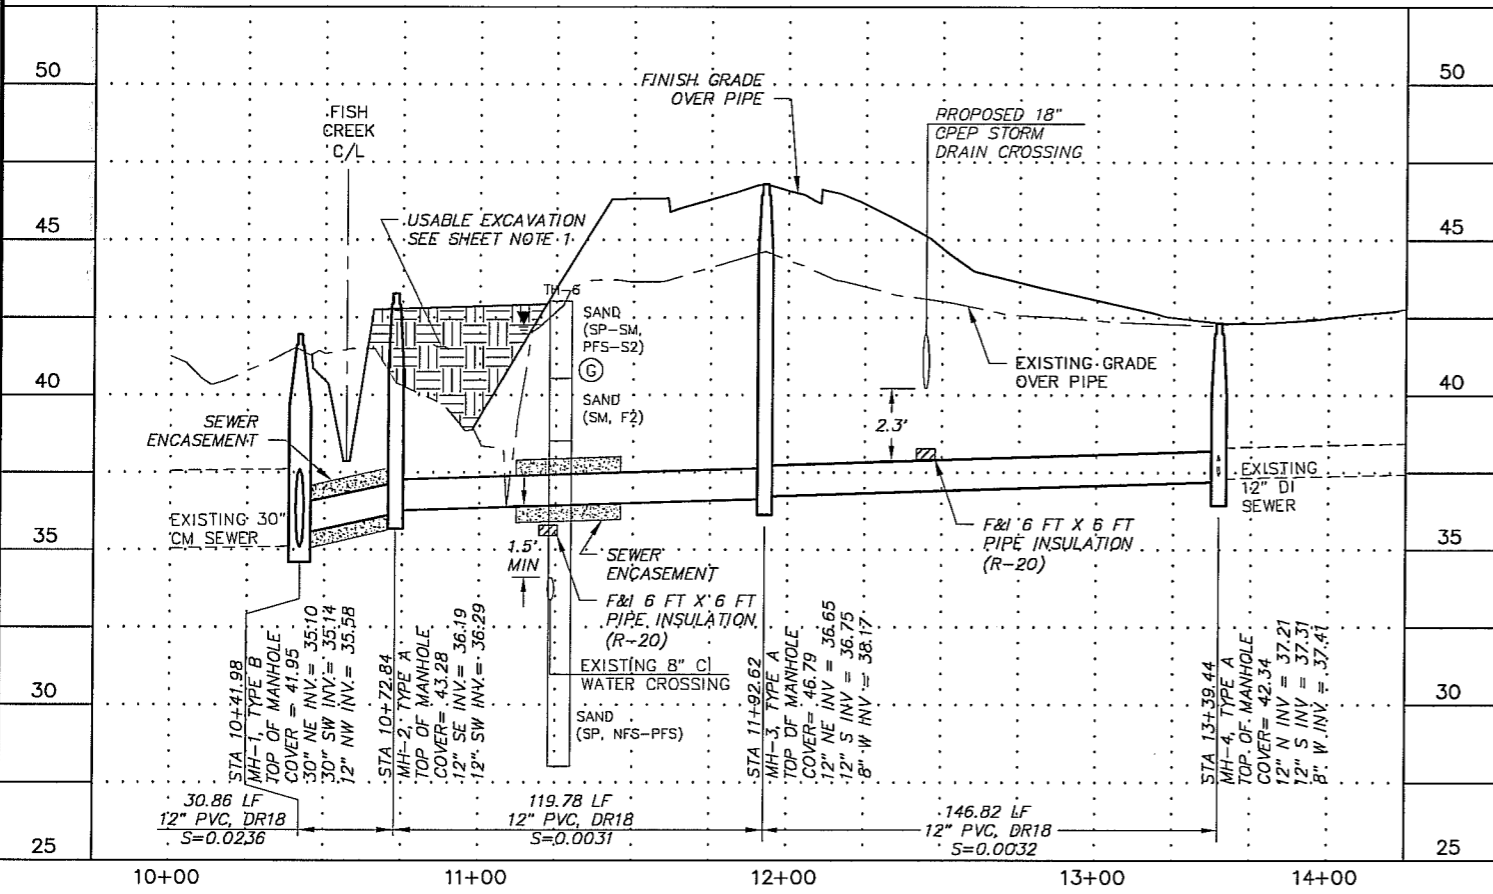 50
45
40
35
30
25
50
45
40
35
30
25
FISH
CREEK
C/L
FINISH GRADE
OVER PIPE
PROPOSED 18"
CPEP STORM
DRAIN CROSSING
USABLE EXCAVATION
SEE SHEET NOTE 1
TH-6
SAND
(SP-SM,
PFS-S2)
G
SAND
(SM, F2)
EXISTING GRADE
OVER PIPE
2.3'
SEWER
ENCASEMENT
EXISTING 30"
CM SEWER
EXISTING
12" DI
SEWER
1.5'
MIN
SEWER
ENCASEMENT
F&I 6 FT X 6 FT
PIPE INSULATION
(R-20)
F&I 6 FT X 6 FT
PIPE INSULATION
(R-20)
EXISTING 8" CI
WATER CROSSING
SAND
(SP, NFS-PFS)
STA 10+41.98
MH-1, TYPE B
TOP OF MANHOLE
COVER = 41.95
30" NE INV.= 35.10
30" SW INV.= 35.14
12" NW INV.= 35.58
STA 10+72.84
MH-2, TYPE A
TOP OF MANHOLE
COVER= 43.28
12" SE INV.= 36.19
12" SW INV.= 36.29
STA 11+92.62
MH-3, TYPE A
TOP OF MANHOLE
COVER= 46.79
12" NE INV = 36.65
12" S INV = 36.75
8" W INV.= 38.17
STA 13+39.44
MH-4, TYPE A
TOP OF MANHOLE
COVER= 42.34
12" N INV = 37.21
12" S INV = 37.31
8" W INV. = 37.41
30.86 LF
12" PVC, DR18
S=0.0236
119.78 LF
12" PVC, DR18
S=0.0031
146.82 LF
12" PVC, DR18
S=0.0032
10+00
11+00
12+00
13+00
14+00